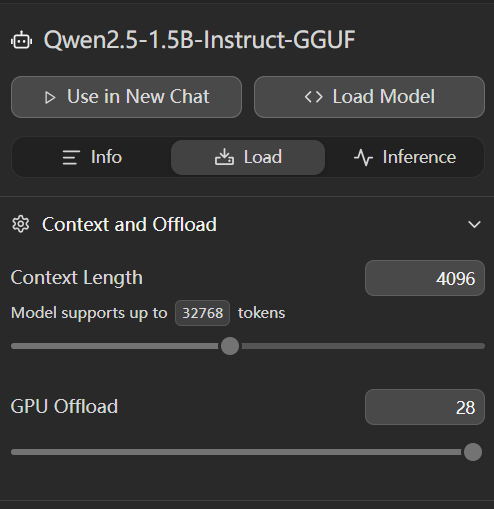 Qwen2.5-1.5B-Instruct-GGUF
Use in New Chat
Load Model
Info
Load
Inference
Context and Offload
Context Length
4096
Model supports up to 32768 tokens
GPU Offload
28